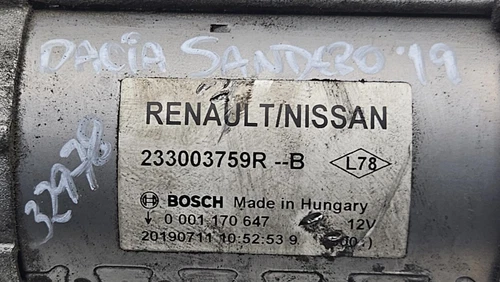 DACIA SANDERO '19
32978
RENAULT/NISSAN
233003759R --B L78
BOSCH Made in Hungary
0 001 170 647 12V
20190711 10:52:53 9